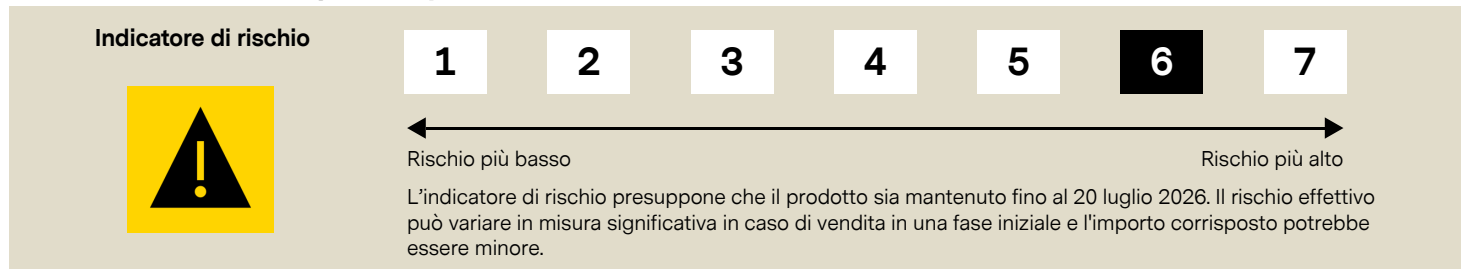 Indicatore di rischio
1 2 3 4 5 6 7
Rischio più basso Rischio più alto
L'indicatore di rischio presuppone che il prodotto sia mantenuto fino al 20 luglio 2026. Il rischio effettivo
può variare in misura significativa in caso di vendita in una fase iniziale e l'importo corrisposto potrebbe
essere minore.